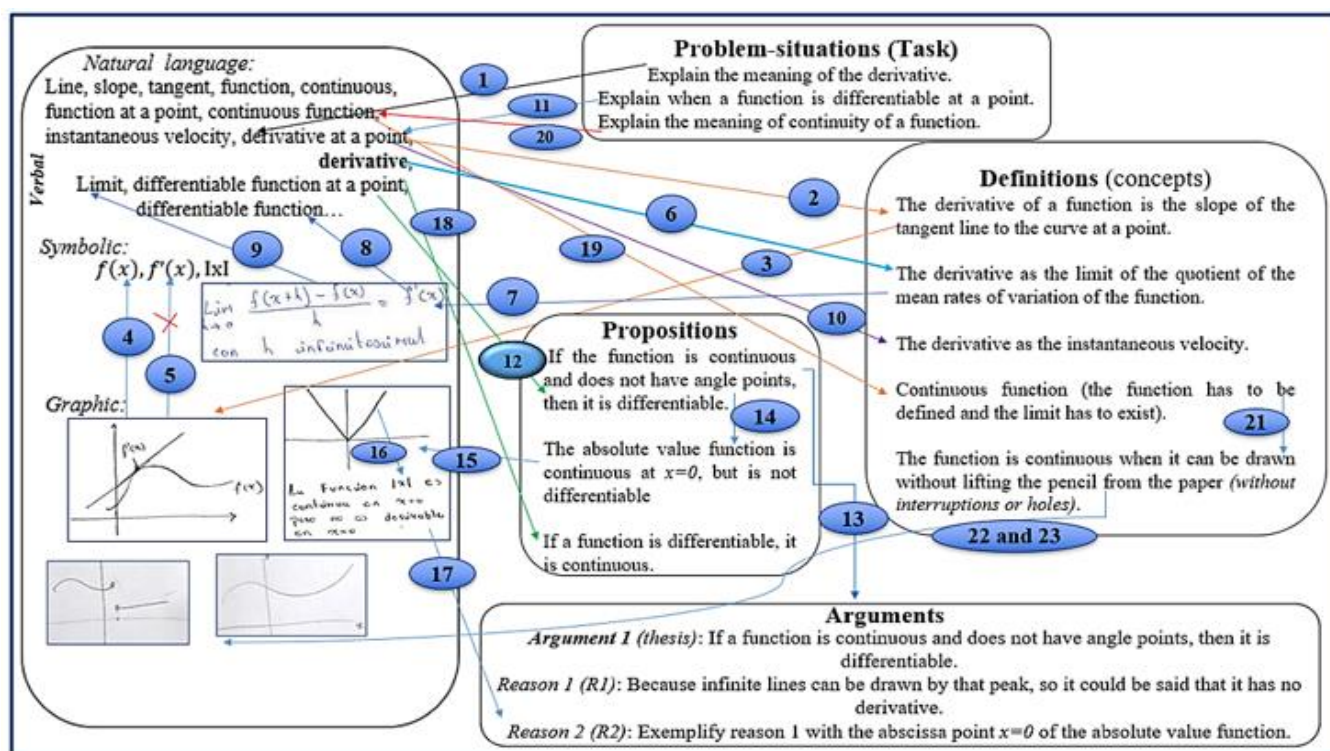 Problem-situations (Task)
Explain the meaning of the derivative.
Explain when a function is differentiable at a point.
Explain the meaning of continuity of a function.
1
11
20
Verbal
Natural language:
Line, slope, tangent, function, continuous,
function at a point, continuous function,
instantaneous velocity, derivative at a point,
derivative,
Limit, differentiable function at a point,
differentiable function…
Symbolic:
f(x), f'(x), IxI
Lim h→0 f(x+h) - f(x) / h = f'(x)
con h infinitesimal
Graphic:
f'(x)
f(x)
La función |x| es
continua en x=0
pero no es derivable
en x=0
2
6
18
9
8
19
3
7
10
4
5
12
14
15
16
21
13
22 and 23
17
Definitions (concepts)
The derivative of a function is the slope of the
tangent line to the curve at a point.
The derivative as the limit of the quotient of the
mean rates of variation of the function.
The derivative as the instantaneous velocity.
Continuous function (the function has to be
defined and the limit has to exist).
The function is continuous when it can be drawn
without lifting the pencil from the paper (without
interruptions or holes).
Propositions
If the function is continuous
and does not have angle points,
then it is differentiable.
The absolute value function is
continuous at x=0, but is not
differentiable
If a function is differentiable, it
is continuous.
Arguments
Argument 1 (thesis): If a function is continuous and does not have angle points, then it is
differentiable.
Reason 1 (R1): Because infinite lines can be drawn by that peak, so it could be said that it has no
derivative.
Reason 2 (R2): Exemplify reason 1 with the abscissa point x=0 of the absolute value function.